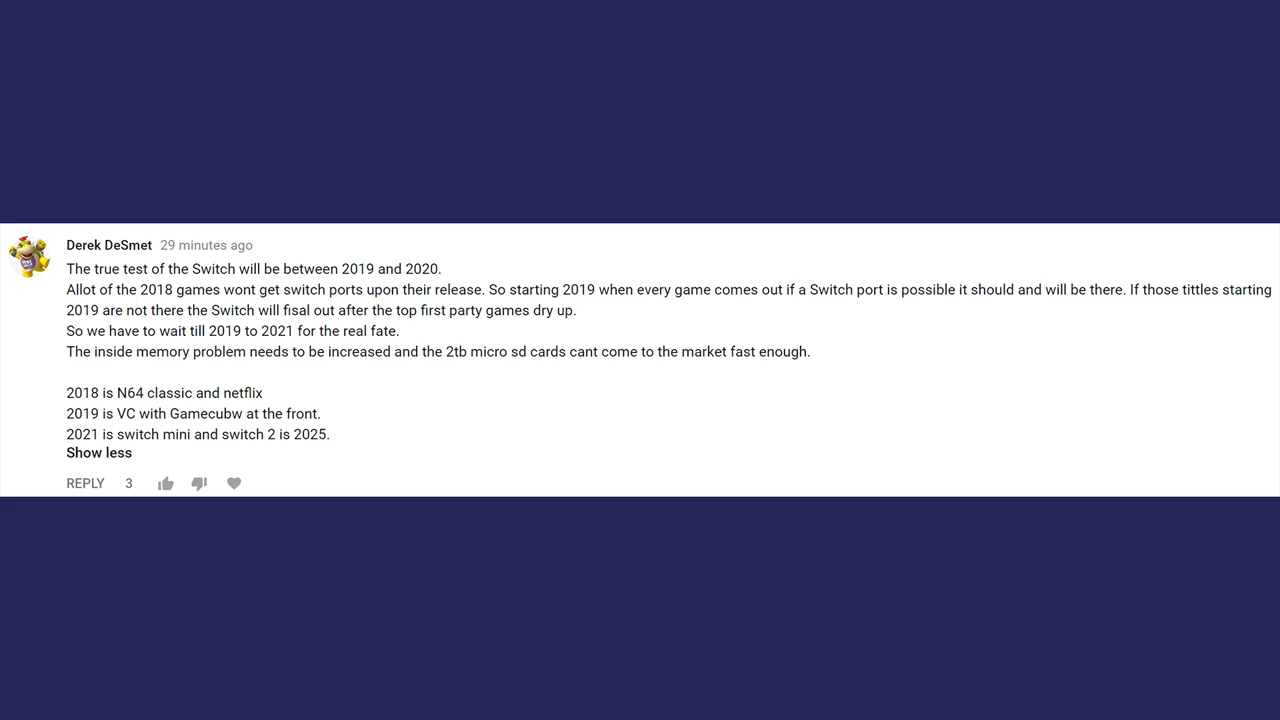 Derek DeSmet 29 minutes ago
The true test of the Switch will be between 2019 and 2020.
Allot of the 2018 games wont get switch ports upon their release. So starting 2019 when every game comes out if a Switch port is possible it should and will be there. If those tittles starting
2019 are not there the Switch will fisal out after the top first party games dry up.
So we have to wait till 2019 to 2021 for the real fate.
The inside memory problem needs to be increased and the 2tb micro sd cards cant come to the market fast enough.
2018 is N64 classic and netflix
2019 is VC with Gamecubw at the front.
2021 is switch mini and switch 2 is 2025.
Show less
REPLY 3